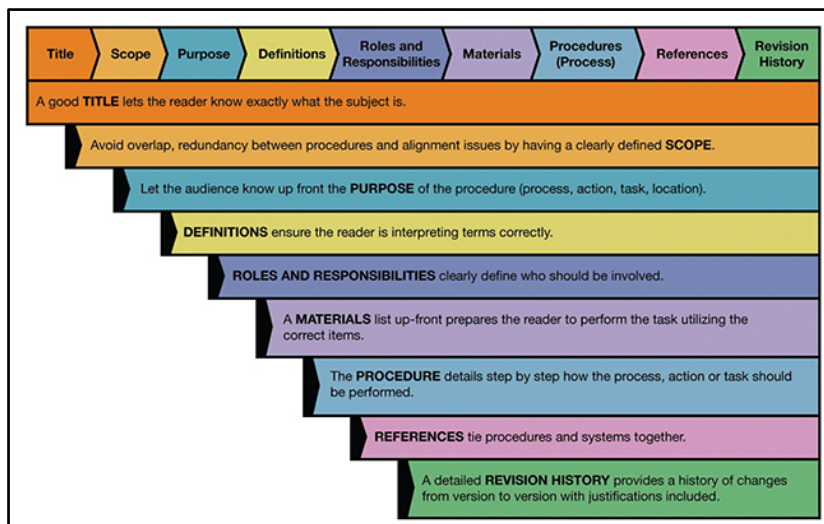 Title
Scope
Purpose
Definitions
Roles and
Responsibilities
Materials
Procedures
(Process)
References
Revision
History
A good TITLE lets the reader know exactly what the subject is.
Avoid overlap, redundancy between procedures and alignment issues by having a clearly defined SCOPE.
Let the audience know up front the PURPOSE of the procedure (process, action, task, location).
DEFINITIONS ensure the reader is interpreting terms correctly.
ROLES AND RESPONSIBILITIES clearly define who should be involved.
A MATERIALS list up-front prepares the reader to perform the task utilizing the
correct items.
The PROCEDURE details step by step how the process, action or task should
be performed.
REFERENCES tie procedures and systems together.
A detailed REVISION HISTORY provides a history of changes
from version to version with justifications included.